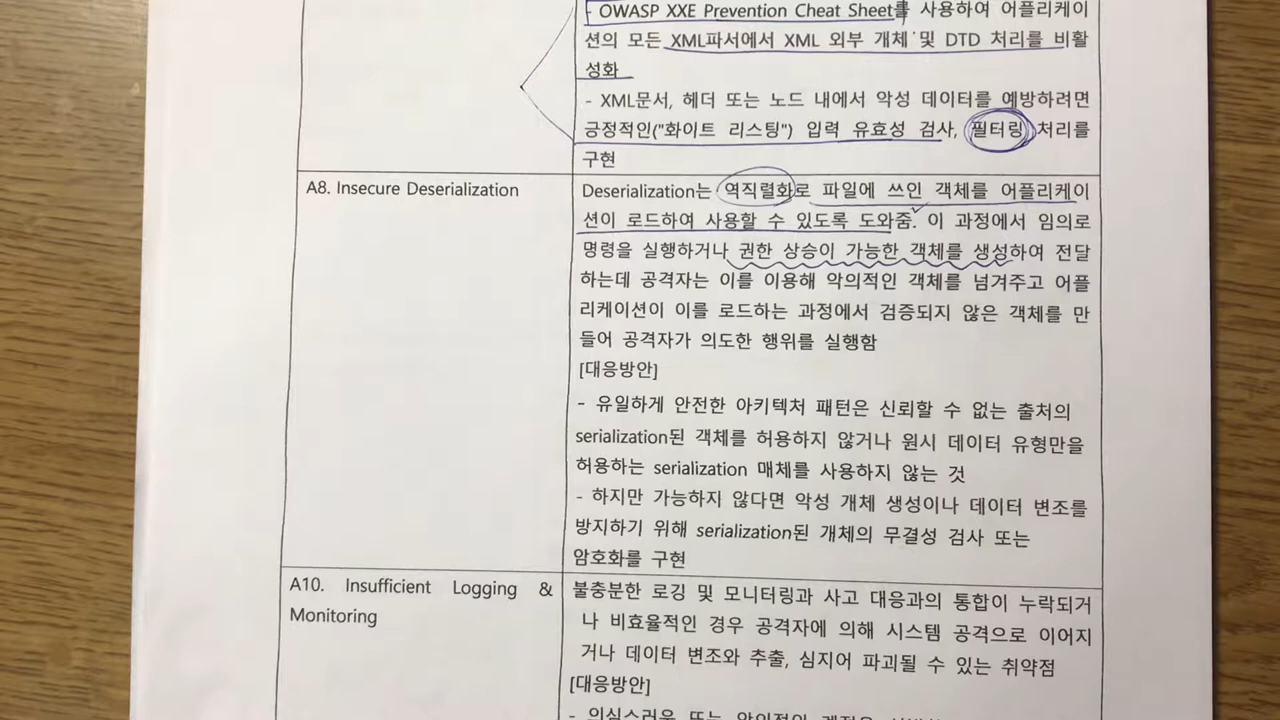 - OWASP XXE Prevention Cheat Sheet를 사용하여 어플리케이
션의 모든 XML파서에서 XML 외부 개체 및 DTD 처리를 비활
성화
- XML문서, 헤더 또는 노드 내에서 악성 데이터를 예방하려면
긍정적인("화이트 리스팅") 입력 유효성 검사, 필터링 처리를
구현
A8. Insecure Deserialization
Deserialization는 역직렬화로 파일에 쓰인 객체를 어플리케이
션이 로드하여 사용할 수 있도록 도와줌. 이 과정에서 임의로
명령을 실행하거나 권한 상승이 가능한 객체를 생성하여 전달
하는데 공격자는 이를 이용해 악의적인 객체를 넘겨주고 어플
리케이션이 이를 로드하는 과정에서 검증되지 않은 객체를 만
들어 공격자가 의도한 행위를 실행함
[대응방안]
- 유일하게 안전한 아키텍처 패턴은 신뢰할 수 없는 출처의
serialization된 객체를 허용하지 않거나 원시 데이터 유형만을
허용하는 serialization 매체를 사용하지 않는 것
- 하지만 가능하지 않다면 악성 개체 생성이나 데이터 변조를
방지하기 위해 serialization된 개체의 무결성 검사 또는
암호화를 구현
A10. Insufficient Logging &
Monitoring
불충분한 로깅 및 모니터링과 사고 대응과의 통합이 누락되거
나 비효율적인 경우 공격자에 의해 시스템 공격으로 이어지
거나 데이터 변조와 추출, 심지어 파괴될 수 있는 취약점
[대응방안]
- 의심스러운 또는 악의적인 계정을